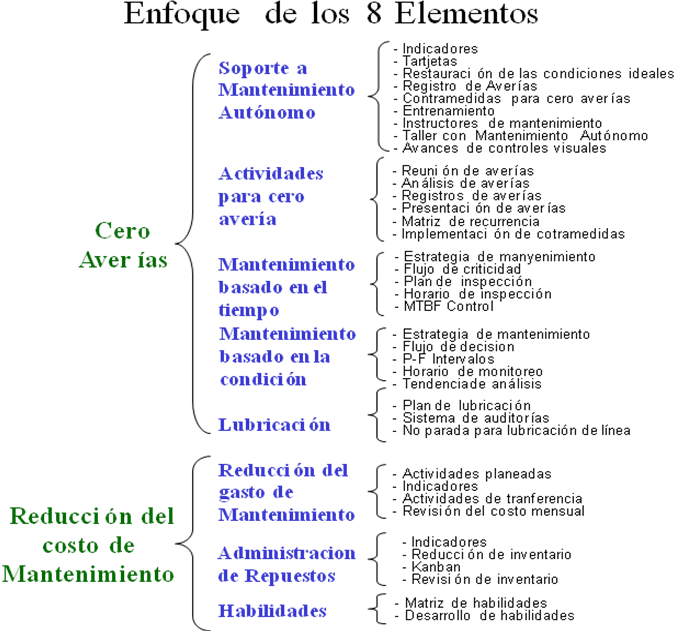 Enfoque de los 8 Elementos
Cero
Aver ías
Soporte a
Mantenimiento
Autónomo
- Indicadores
- Tartjetas
- Restauraci ón de las condiciones ideales
- Registro de Averías
- Contramedidas para cero averías
- Entrenamiento
- Instructores de mantenimiento
- Taller con Mantenimiento Autónomo
- Avances de controles visuales
Actividades
para cero
avería
- Reuni ón de averías
- Análisis de averías
- Registros de averías
- Presentaci ón de averías
- Matriz de recurrencia
- Implementaci ón de cotramedidas
Mantenimiento
basado en el
tiempo
- Estrategia de manyenimiento
- Flujo de criticidad
- Plan de inspección
- Horario de inspección
- MTBF Control
Mantenimiento
basado en la
condición
- Estrategia de mantenimiento
- Flujo de decision
- P-F Intervalos
- Horario de monitoreo
- Tendenciade análisis
Lubricación
- Plan de lubricación
- Sistema de auditorías
- No parada para lubricación de línea
Reducci ón del
costo de
Mantenimiento
Reducci ón del
gasto de
Mantenimiento
- Actividades planeadas
- Indicadores
- Actividades de tranferencia
- Revisión del costo mensual
Administracion
de Repuestos
- Indicadores
- Reducción de inventario
- Kanban
- Revisión de inventario
Habilidades
- Matriz de habilidades
- Desarrollo de habilidades